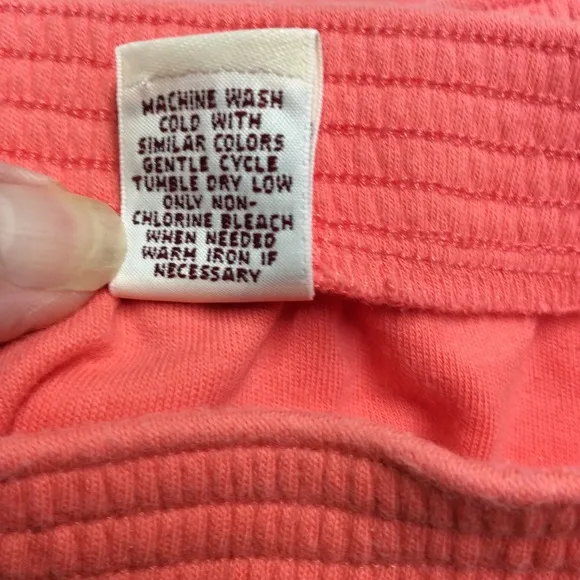 MACHINE WASH
COLD WITH
SIMILAR COLORS
GENTLE CYCLE
TUMBLE DRY LOW
ONLY NON-
CHLORINE BLEACH
WHEN NEEDED
WARM IRON IF
NECESSARY